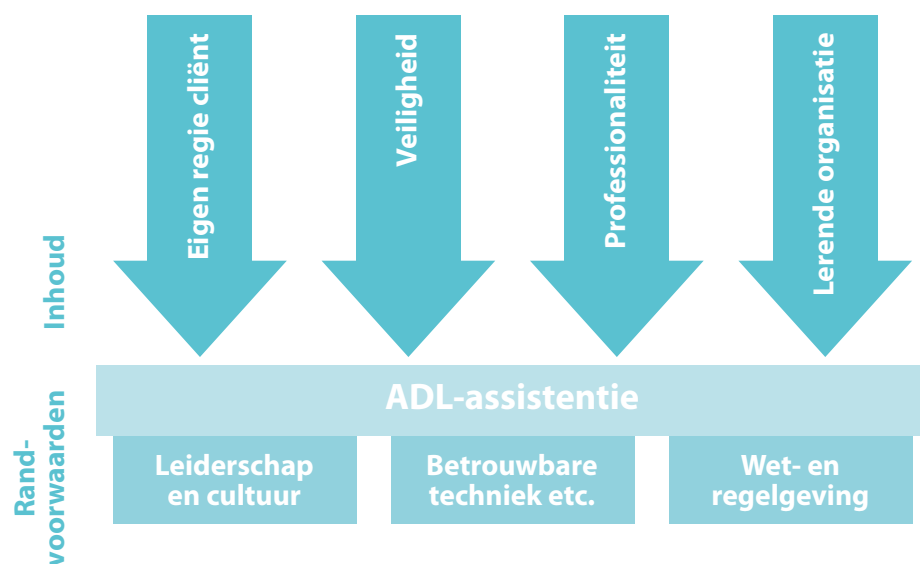 Eigen regie cliënt
Veiligheid
Professionaliteit
Lerende organisatie
Inhoud
ADL-assistentie
Rand-
voorwaarden
Leiderschap
en cultuur
Betrouwbare
techniek etc.
Wet- en
regelgeving